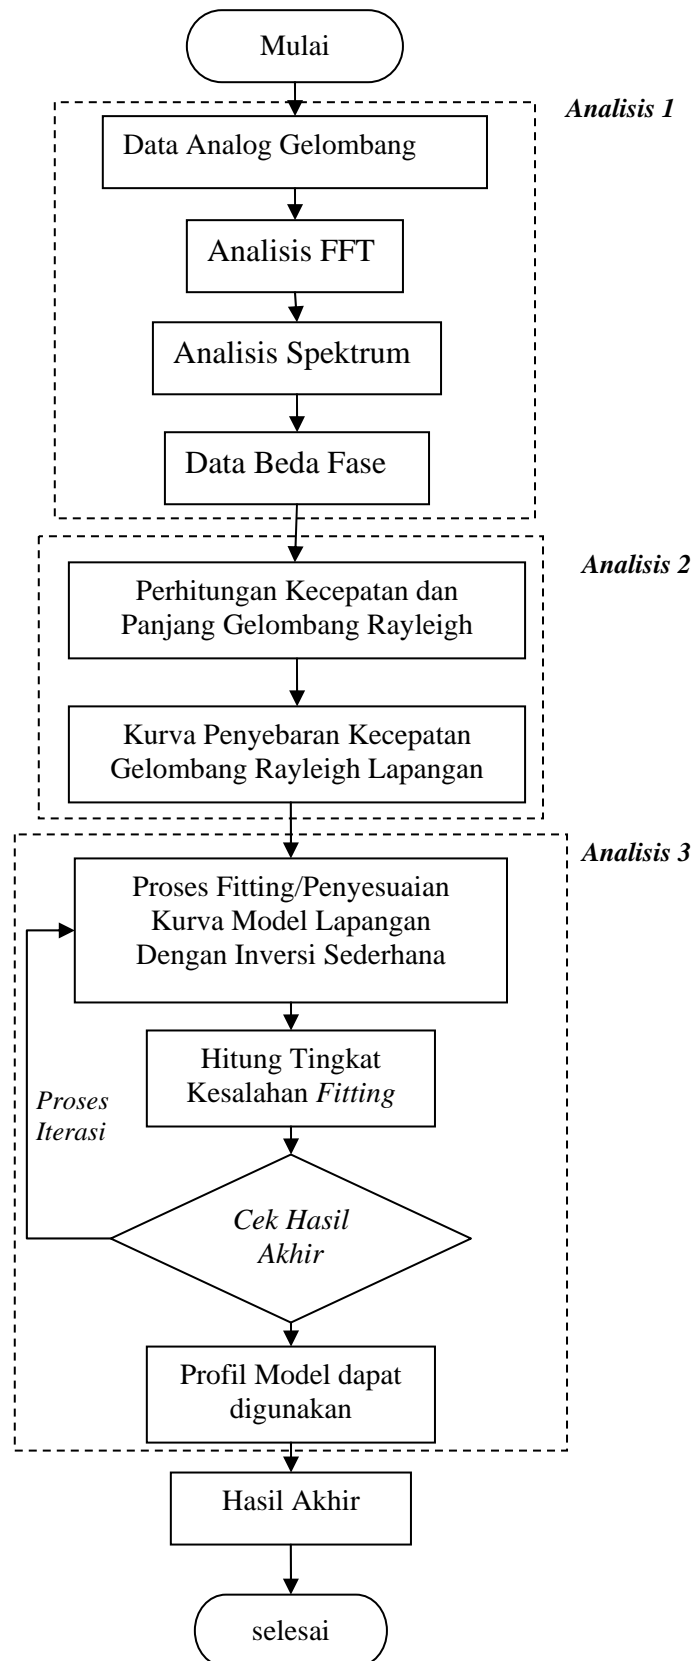 Mulai
Analisis 1
Data Analog Gelombang
Analisis FFT
Analisis Spektrum
Data Beda Fase
Analisis 2
Perhitungan Kecepatan dan
Panjang Gelombang Rayleigh
Kurva Penyebaran Kecepatan
Gelombang Rayleigh Lapangan
Analisis 3
Proses Fitting/Penyesuaian
Kurva Model Lapangan
Dengan Inversi Sederhana
Hitung Tingkat
Kesalahan Fitting
Proses
Iterasi
Cek Hasil
Akhir
Profil Model dapat
digunakan
Hasil Akhir
selesai